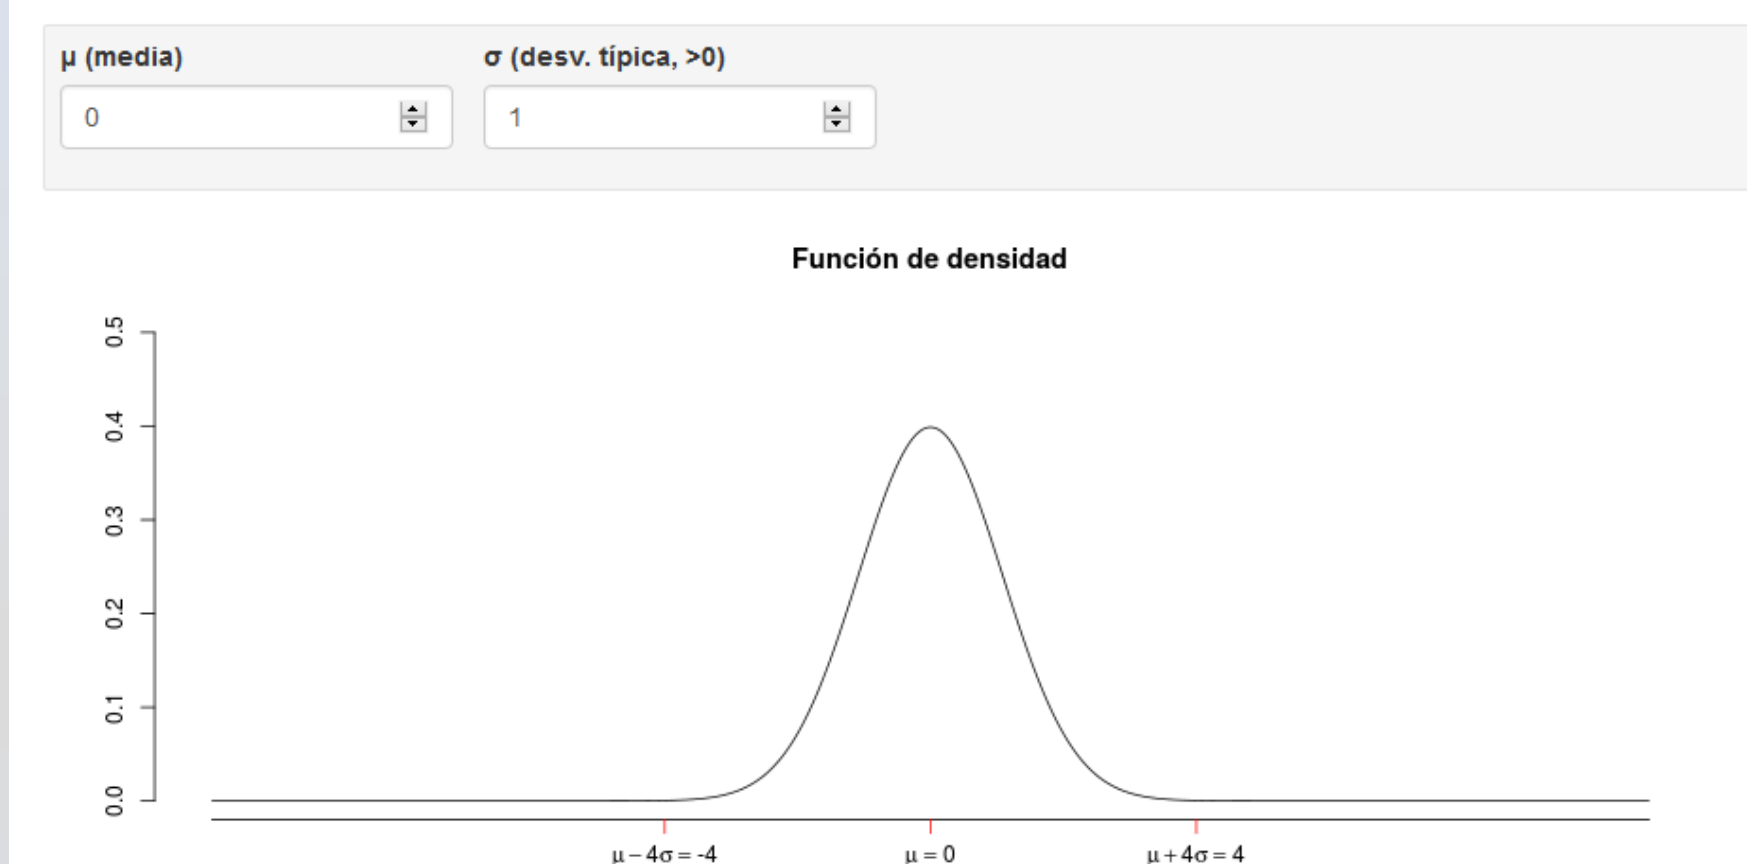 μ (media) σ (desv. típica, >0)
0 1
Función de densidad
0.5
0.4
0.3
0.2
0.1
0.0
μ − 4σ = -4 μ = 0 μ + 4σ = 4